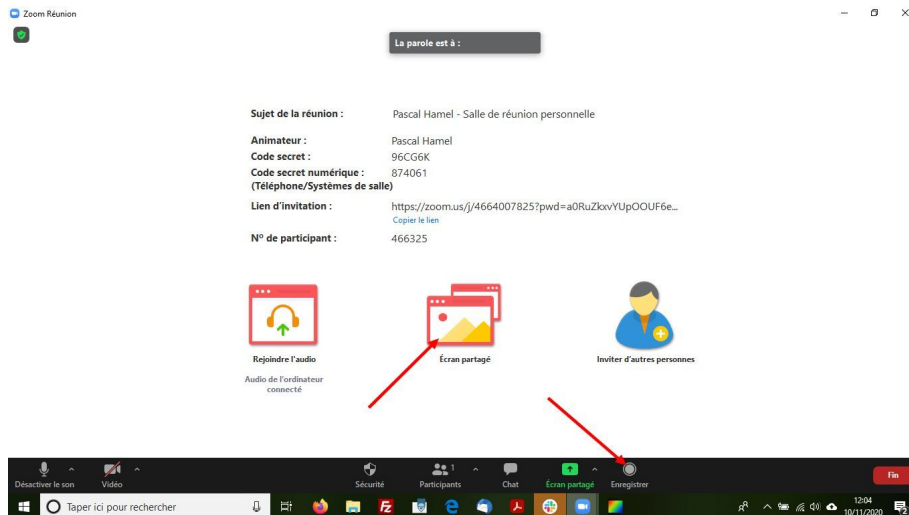 Zoom Réunion
La parole est à :
Sujet de la réunion : Pascal Hamel - Salle de réunion personnelle
Animateur : Pascal Hamel
Code secret : 96CG6K
Code secret numérique : 874061
(Téléphone/Systèmes de salle)
Lien d'invitation : https://zoom.us/j/4664007825?pwd=a0RuZkxvYUpOOUF6e...
Copier le lien
Nº de participant : 466325
Rejoindre l'audio
Écran partagé
Inviter d'autres personnes
Audio de l'ordinateur
connecté
1
Désactiver le son Vidéo Sécurité Participants Chat Écran partagé Enregistrer Fin
Taper ici pour rechercher
12:04
10/11/2020